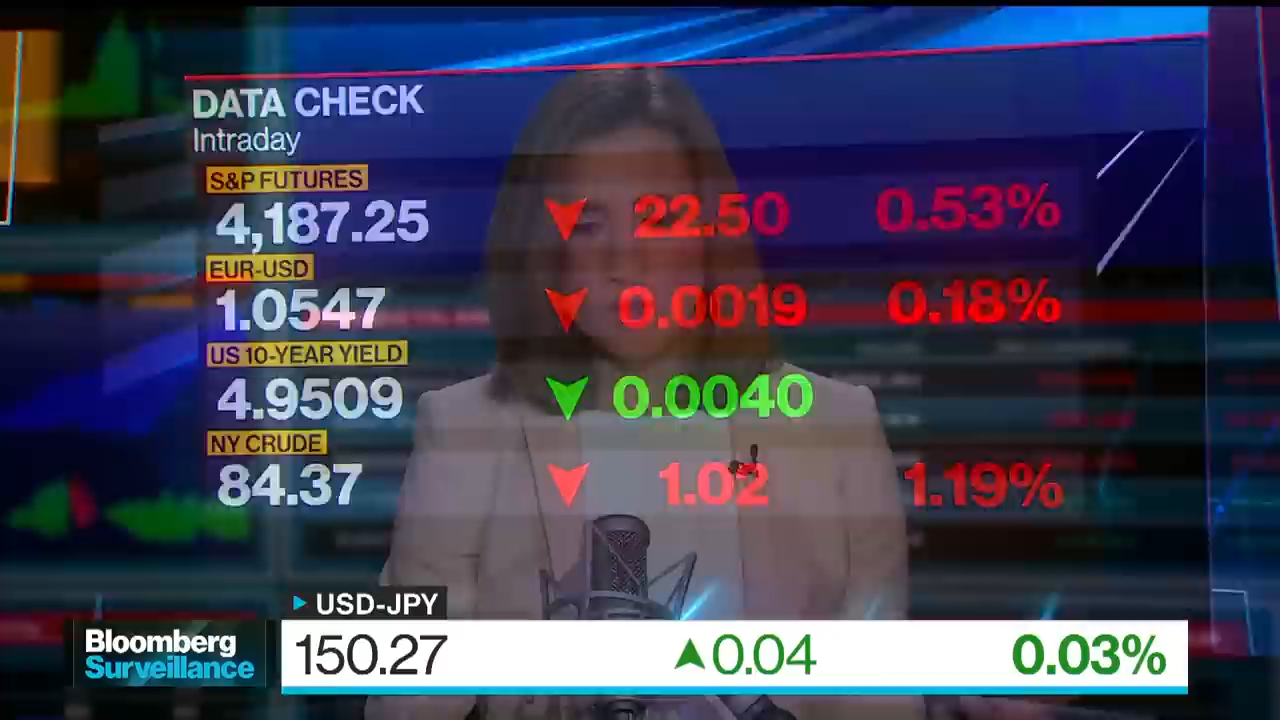 DATA CHECK
Intraday
S&P FUTURES
4,187.25 ▼ 22.50 0.53%
EUR-USD
1.0547 ▼ 0.0019 0.18%
US 10-YEAR YIELD
4.9509 ▼ 0.0040
NY CRUDE
84.37 ▼ 1.02 1.19%
USD-JPY
Bloomberg
Surveillance
150.27 ▲ 0.04 0.03%